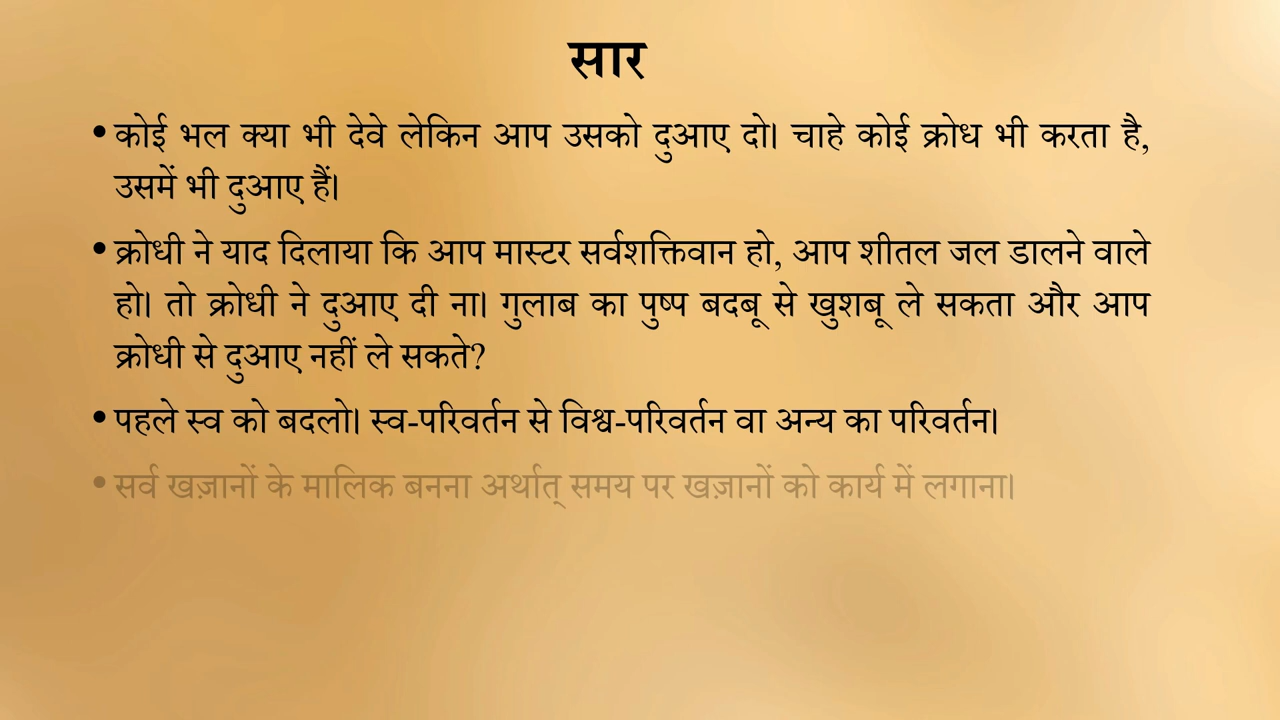 सार
• कोई भल क्या भी देवे लेकिन आप उसको दुआए दो। चाहे कोई क्रोध भी करता है,
उसमें भी दुआए हैं।
• क्रोधी ने याद दिलाया कि आप मास्टर सर्वशक्तिवान हो, आप शीतल जल डालने वाले
हो। तो क्रोधी ने दुआए दी ना। गुलाब का पुष्प बदबू से खुशबू ले सकता और आप
क्रोधी से दुआए नहीं ले सकते?
• पहले स्व को बदलो। स्व-परिवर्तन से विश्व-परिवर्तन वा अन्य का परिवर्तन।
• सर्व खज़ानों के मालिक बनना अर्थात् समय पर खज़ानों को कार्य में लगाना।